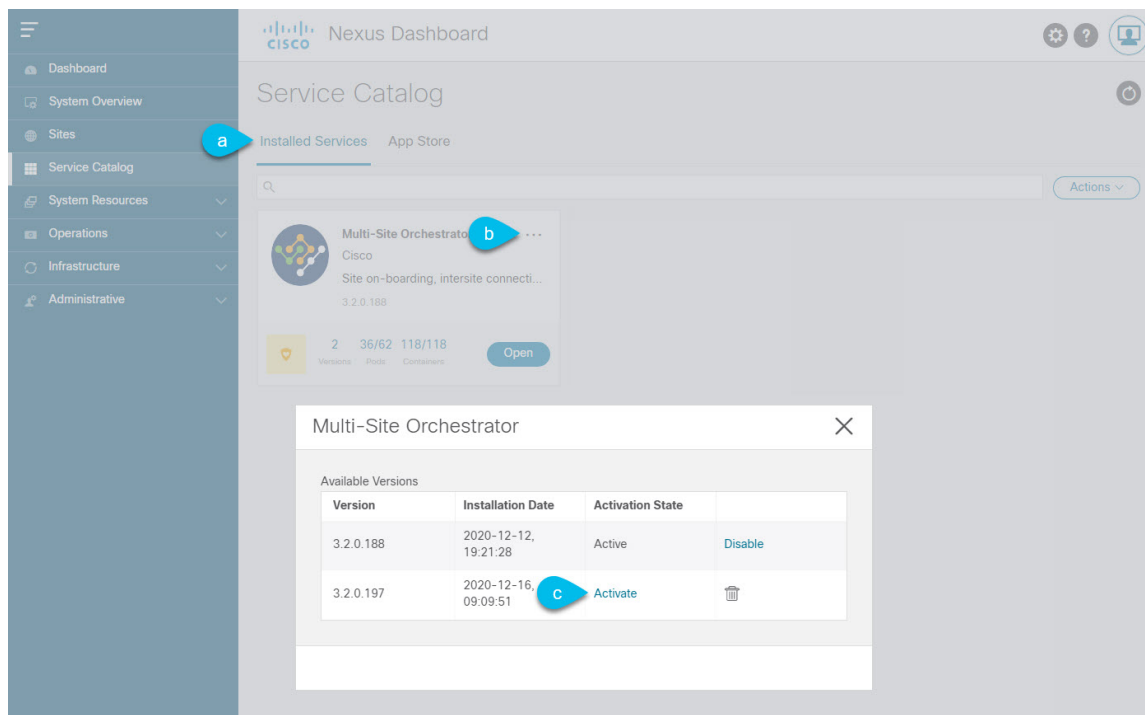 cisco Nexus Dashboard
?
Dashboard
System Overview
Sites
Service Catalog
System Resources
Operations
Infrastructure
Administrative
Service Catalog
a
Installed Services App Store
Actions
Multi-Site Orchestrato
b
...
Cisco
Site on-boarding, intersite connecti...
3.2.0.188
2 36/62 118/118
Versions Pods Containers
Open
Multi-Site Orchestrator
Available Versions
Version Installation Date Activation State
3.2.0.188 2020-12-12, 19:21:28 Active Disable
3.2.0.197 2020-12-16, 09:09:51 c Activate